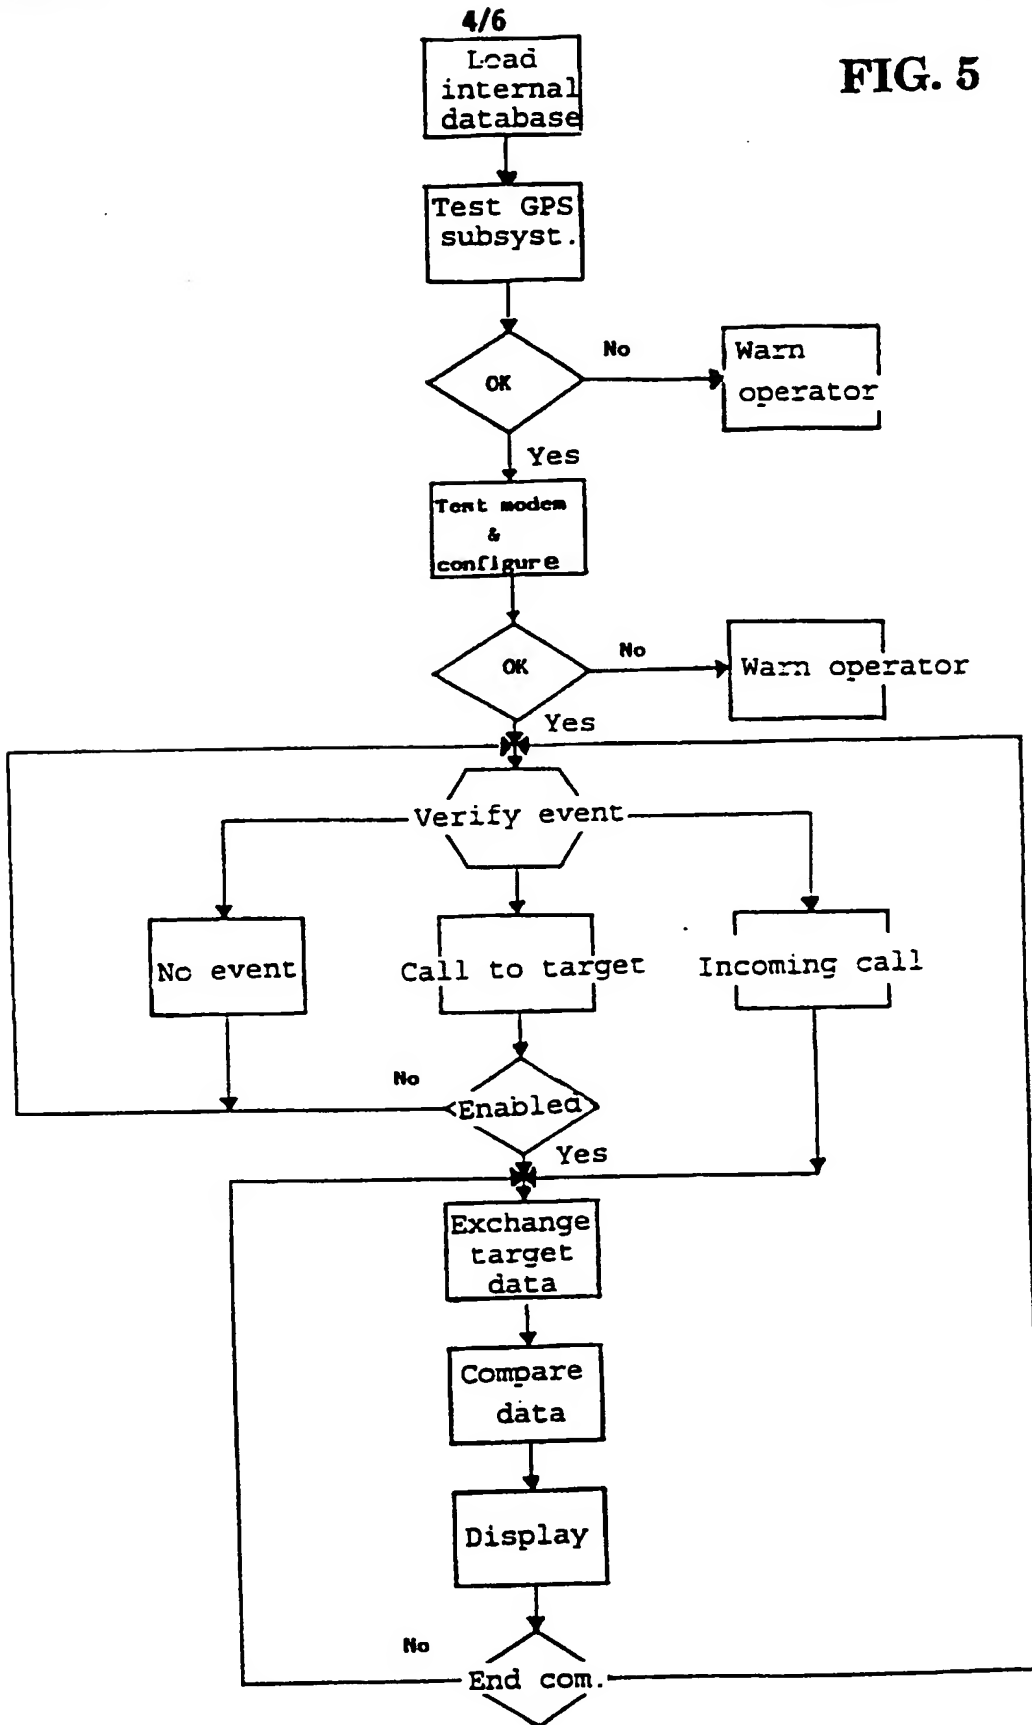 4/6
FIG. 5
Load
internal
database
Test GPS
subsyst.
OK
No
Warn
operator
Yes
Test modem
&
configure
OK
No
Warn operator
Yes
Verify event
No event
Call to target
Incoming call
No
Enabled
Yes
Exchange
target
data
Compare
data
Display
No
End com.